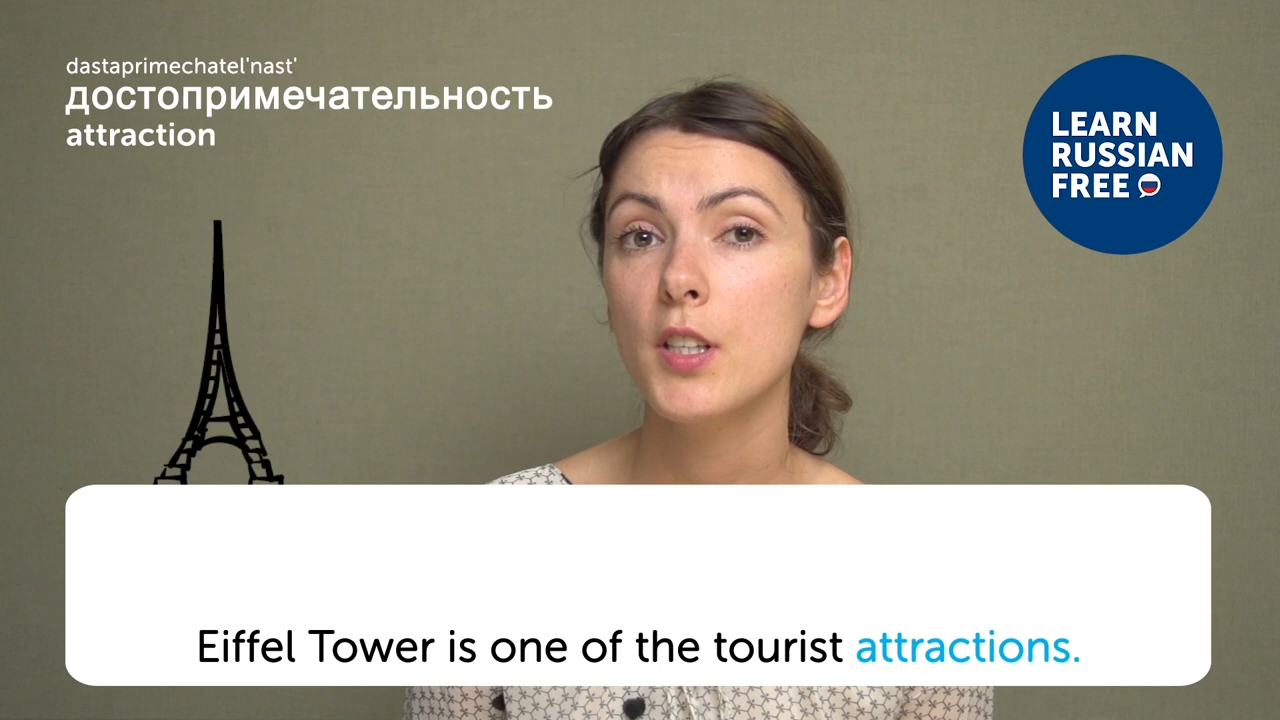 dastaprimechatel'nast'
достопримечательность
attraction
LEARN
RUSSIAN
FREE
Eiffel Tower is one of the tourist attractions.